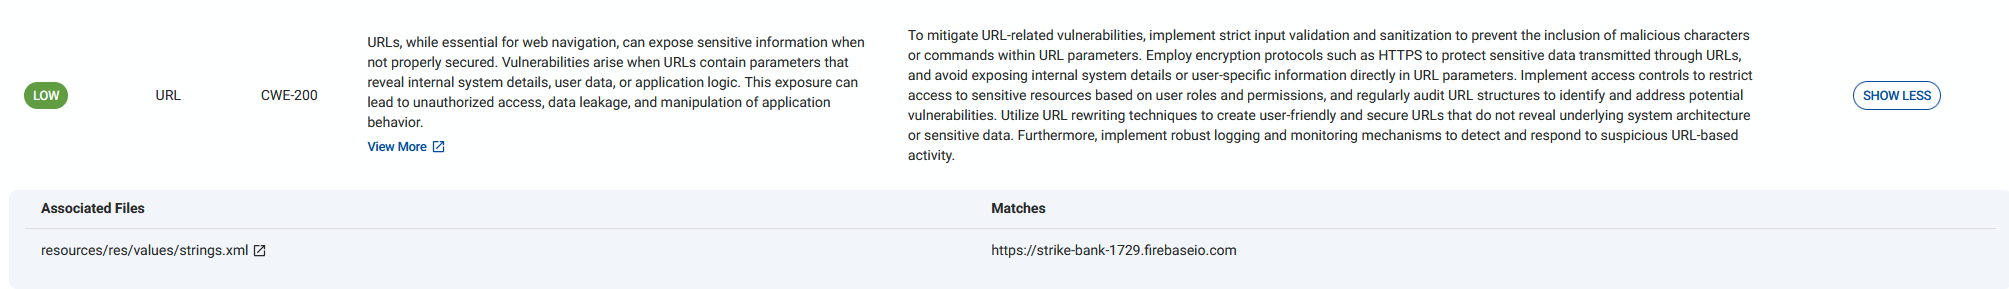 LOW
URL
CWE-200
URLs, while essential for web navigation, can expose sensitive information when
not properly secured. Vulnerabilities arise when URLs contain parameters that
reveal internal system details, user data, or application logic. This exposure can
lead to unauthorized access, data leakage, and manipulation of application
behavior.
View More
To mitigate URL-related vulnerabilities, implement strict input validation and sanitization to prevent the inclusion of malicious characters
or commands within URL parameters. Employ encryption protocols such as HTTPS to protect sensitive data transmitted through URLs,
and avoid exposing internal system details or user-specific information directly in URL parameters. Implement access controls to restrict
access to sensitive resources based on user roles and permissions, and regularly audit URL structures to identify and address potential
vulnerabilities. Utilize URL rewriting techniques to create user-friendly and secure URLs that do not reveal underlying system architecture
or sensitive data. Furthermore, implement robust logging and monitoring mechanisms to detect and respond to suspicious URL-based
activity.
SHOW LESS
Associated Files
Matches
resources/res/values/strings.xml
https://strike-bank-1729.firebaseio.com